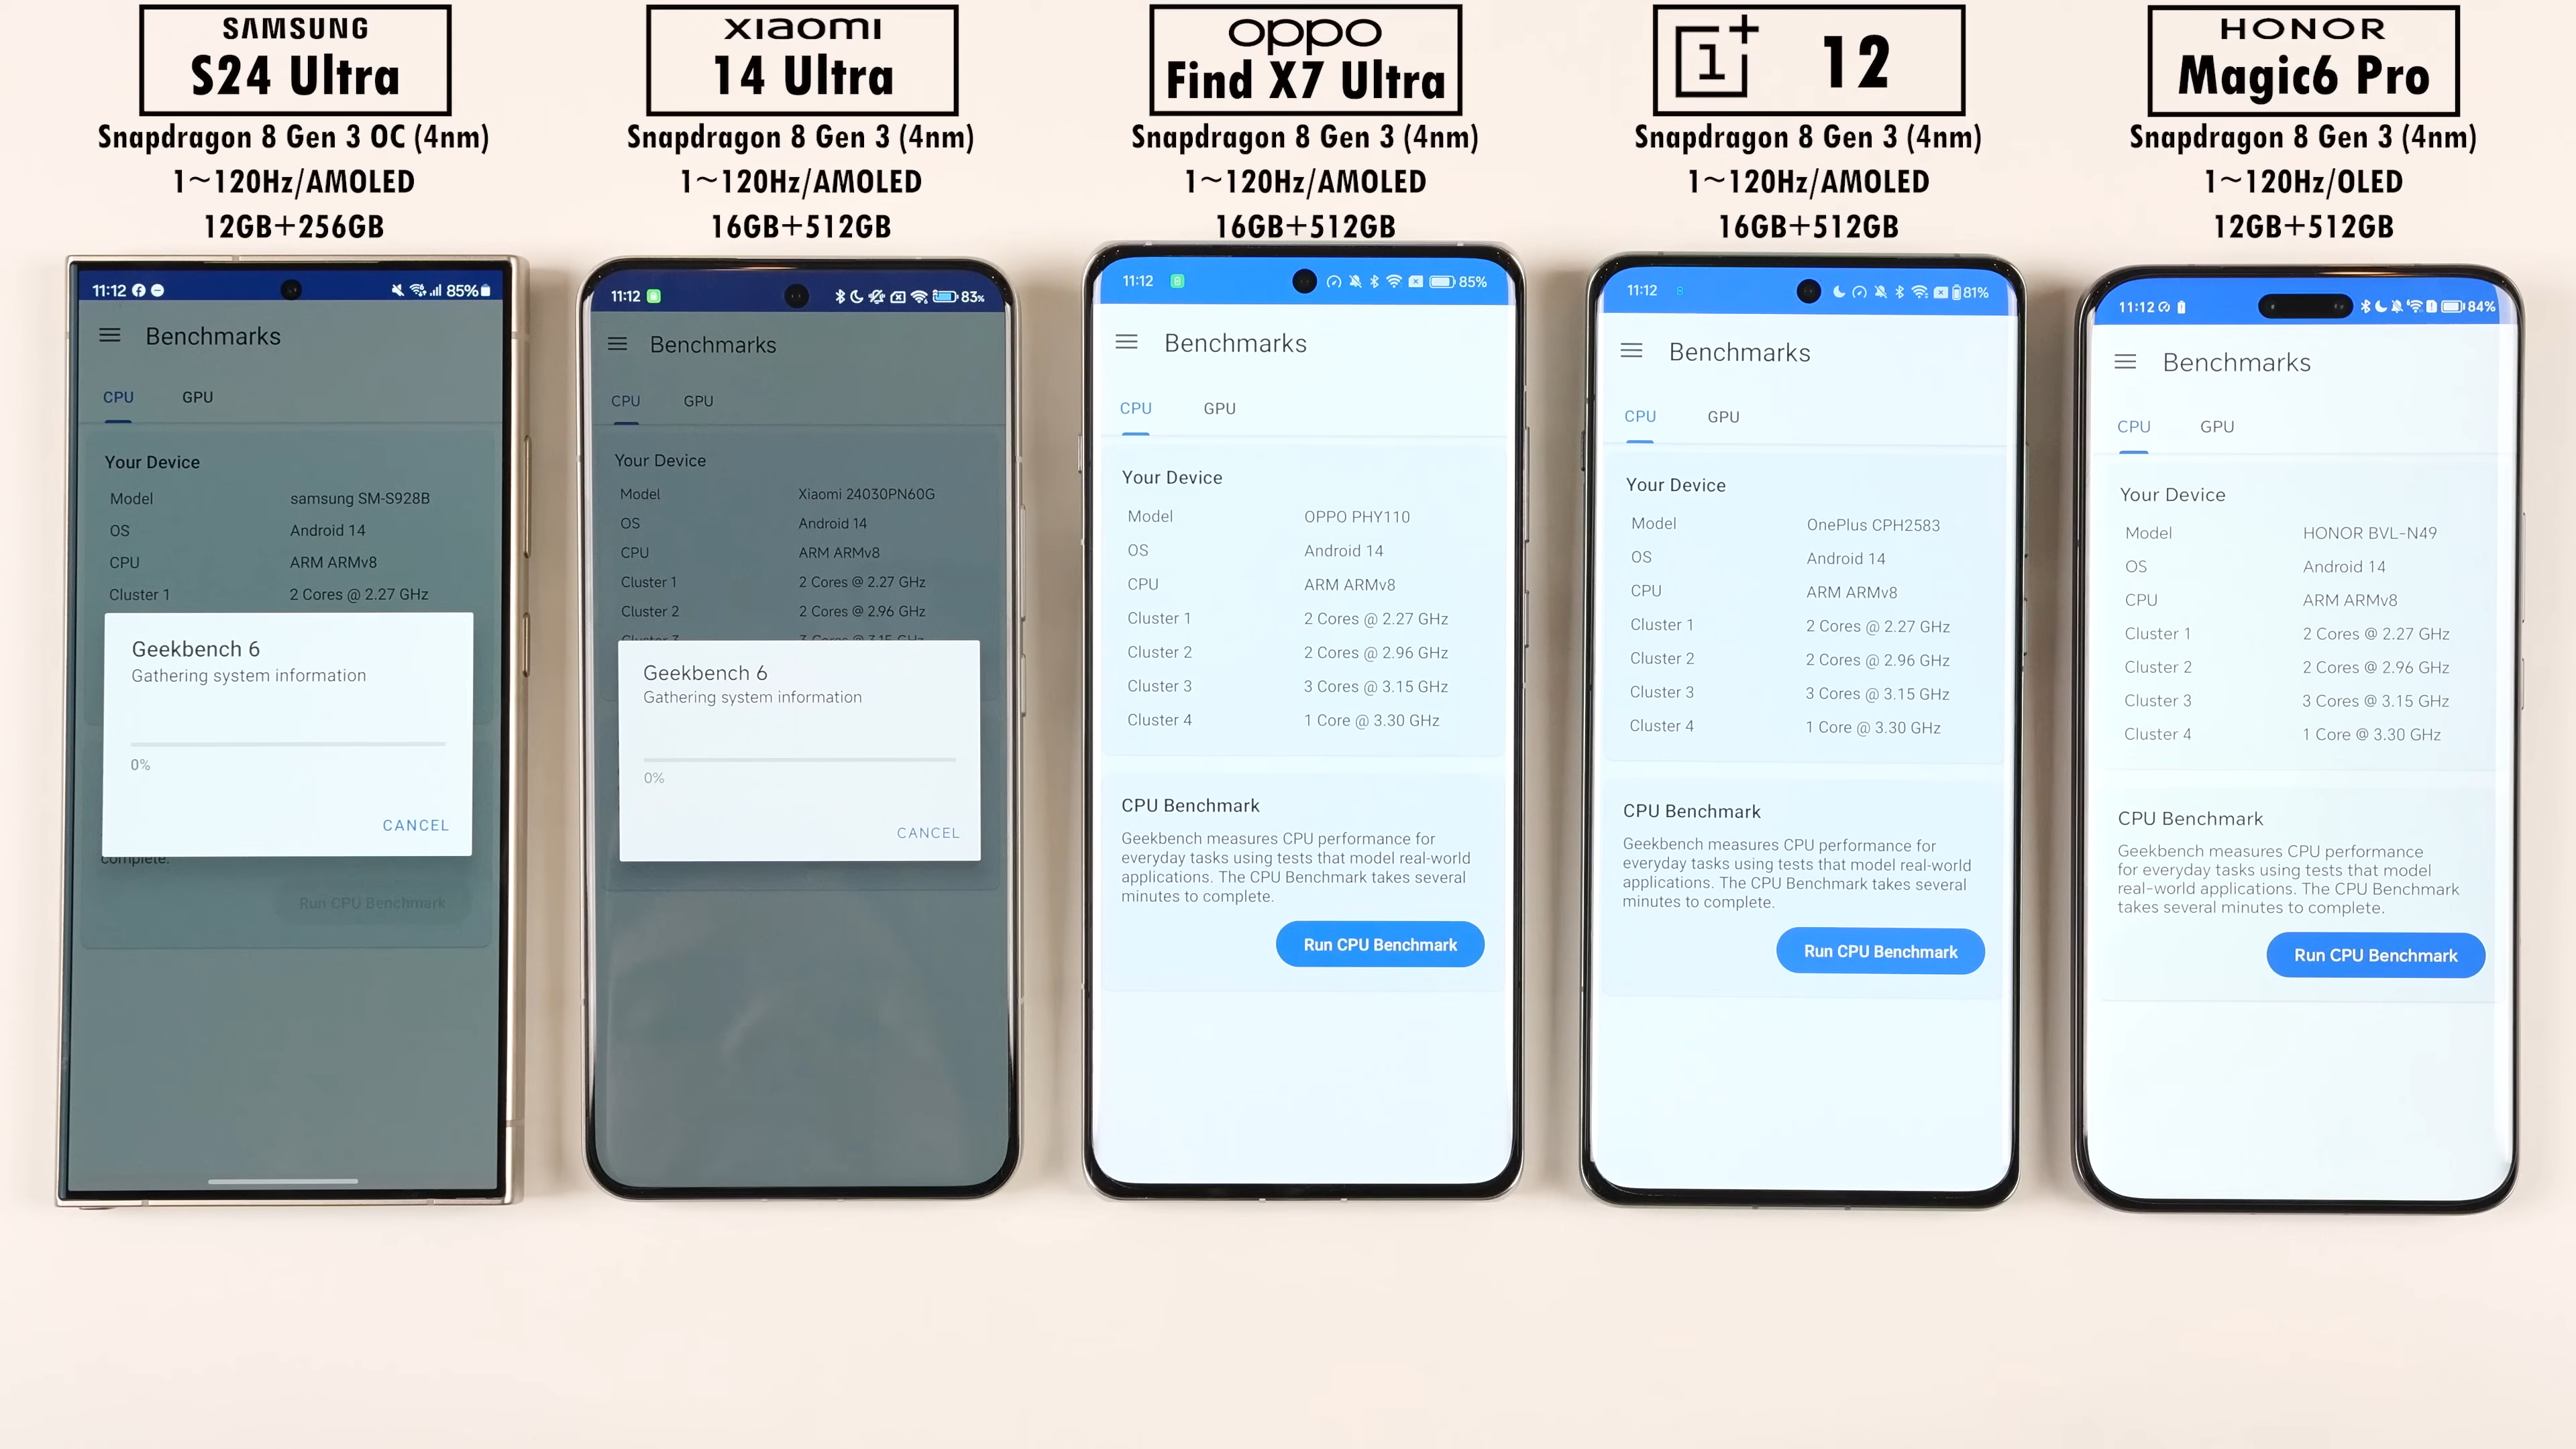 SAMSUNG
S24 Ultra
Snapdragon 8 Gen 3 OC (4nm)
1~120Hz/AMOLED
12GB+256GB
xiaomi
14 Ultra
Snapdragon 8 Gen 3 (4nm)
1~120Hz/AMOLED
16GB+512GB
oppo
Find X7 Ultra
Snapdragon 8 Gen 3 (4nm)
1~120Hz/AMOLED
16GB+512GB
1+ 12
Snapdragon 8 Gen 3 (4nm)
1~120Hz/AMOLED
16GB+512GB
HONOR
Magic6 Pro
Snapdragon 8 Gen 3 (4nm)
1~120Hz/OLED
12GB+512GB
11:12 85%
Benchmarks
CPU GPU
Your Device
Model samsung SM-S928B
OS Android 14
CPU ARM ARMv8
Cluster 1 2 Cores @ 2.27 GHz
Geekbench 6
Gathering system information
0%
CANCEL
complete.
Run CPU Benchmark
11:12 83%
Benchmarks
CPU GPU
Your Device
Model Xiaomi 24030PN60G
OS Android 14
CPU ARM ARMv8
Cluster 1 2 Cores @ 2.27 GHz
Cluster 2 2 Cores @ 2.96 GHz
Cluster 3 3 Cores @ 3.15 GHz
Geekbench 6
Gathering system information
0%
CANCEL
11:12 85%
Benchmarks
CPU GPU
Your Device
Model OPPO PHY110
OS Android 14
CPU ARM ARMv8
Cluster 1 2 Cores @ 2.27 GHz
Cluster 2 2 Cores @ 2.96 GHz
Cluster 3 3 Cores @ 3.15 GHz
Cluster 4 1 Core @ 3.30 GHz
CPU Benchmark
Geekbench measures CPU performance for
everyday tasks using tests that model real-world
applications. The CPU Benchmark takes several
minutes to complete.
Run CPU Benchmark
11:12 81%
Benchmarks
CPU GPU
Your Device
Model OnePlus CPH2583
OS Android 14
CPU ARM ARMv8
Cluster 1 2 Cores @ 2.27 GHz
Cluster 2 2 Cores @ 2.96 GHz
Cluster 3 3 Cores @ 3.15 GHz
Cluster 4 1 Core @ 3.30 GHz
CPU Benchmark
Geekbench measures CPU performance for
everyday tasks using tests that model real-world
applications. The CPU Benchmark takes several
minutes to complete.
Run CPU Benchmark
11:12 84%
Benchmarks
CPU GPU
Your Device
Model HONOR BVL-N49
OS Android 14
CPU ARM ARMv8
Cluster 1 2 Cores @ 2.27 GHz
Cluster 2 2 Cores @ 2.96 GHz
Cluster 3 3 Cores @ 3.15 GHz
Cluster 4 1 Core @ 3.30 GHz
CPU Benchmark
Geekbench measures CPU performance
for everyday tasks using tests that model
real-world applications. The CPU Benchmark
takes several minutes to complete.
Run CPU Benchmark